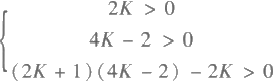 2K > 0
4K − 2 > 0
(2K + 1)(4K − 2) − 2K > 0